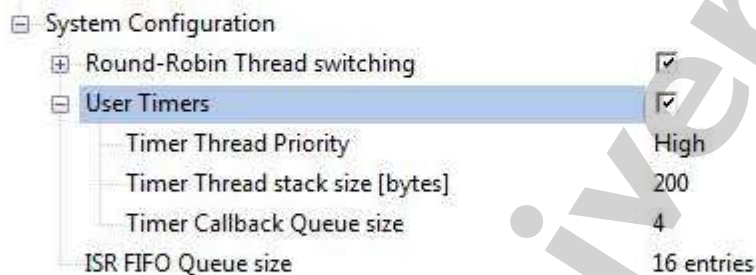 System Configuration
Round-Robin Thread switching
User Timers
Timer Thread Priority High
Timer Thread stack size [bytes] 200
Timer Callback Queue size 4
ISR FIFO Queue size 16 entries